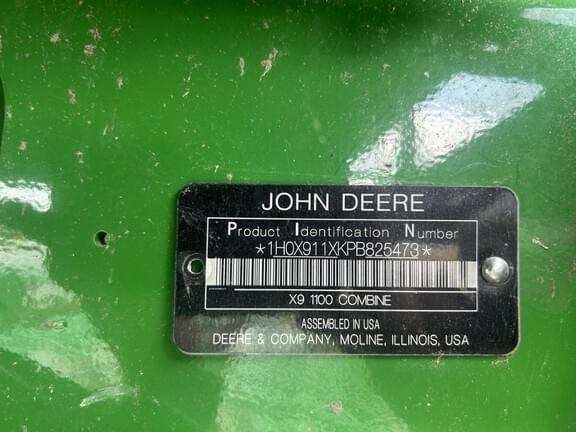 JOHN DEERE
Product Identification Number
*1H0X911XKPB825473*
X9 1100 COMBINE
ASSEMBLED IN USA
DEERE & COMPANY, MOLINE, ILLINOIS, USA